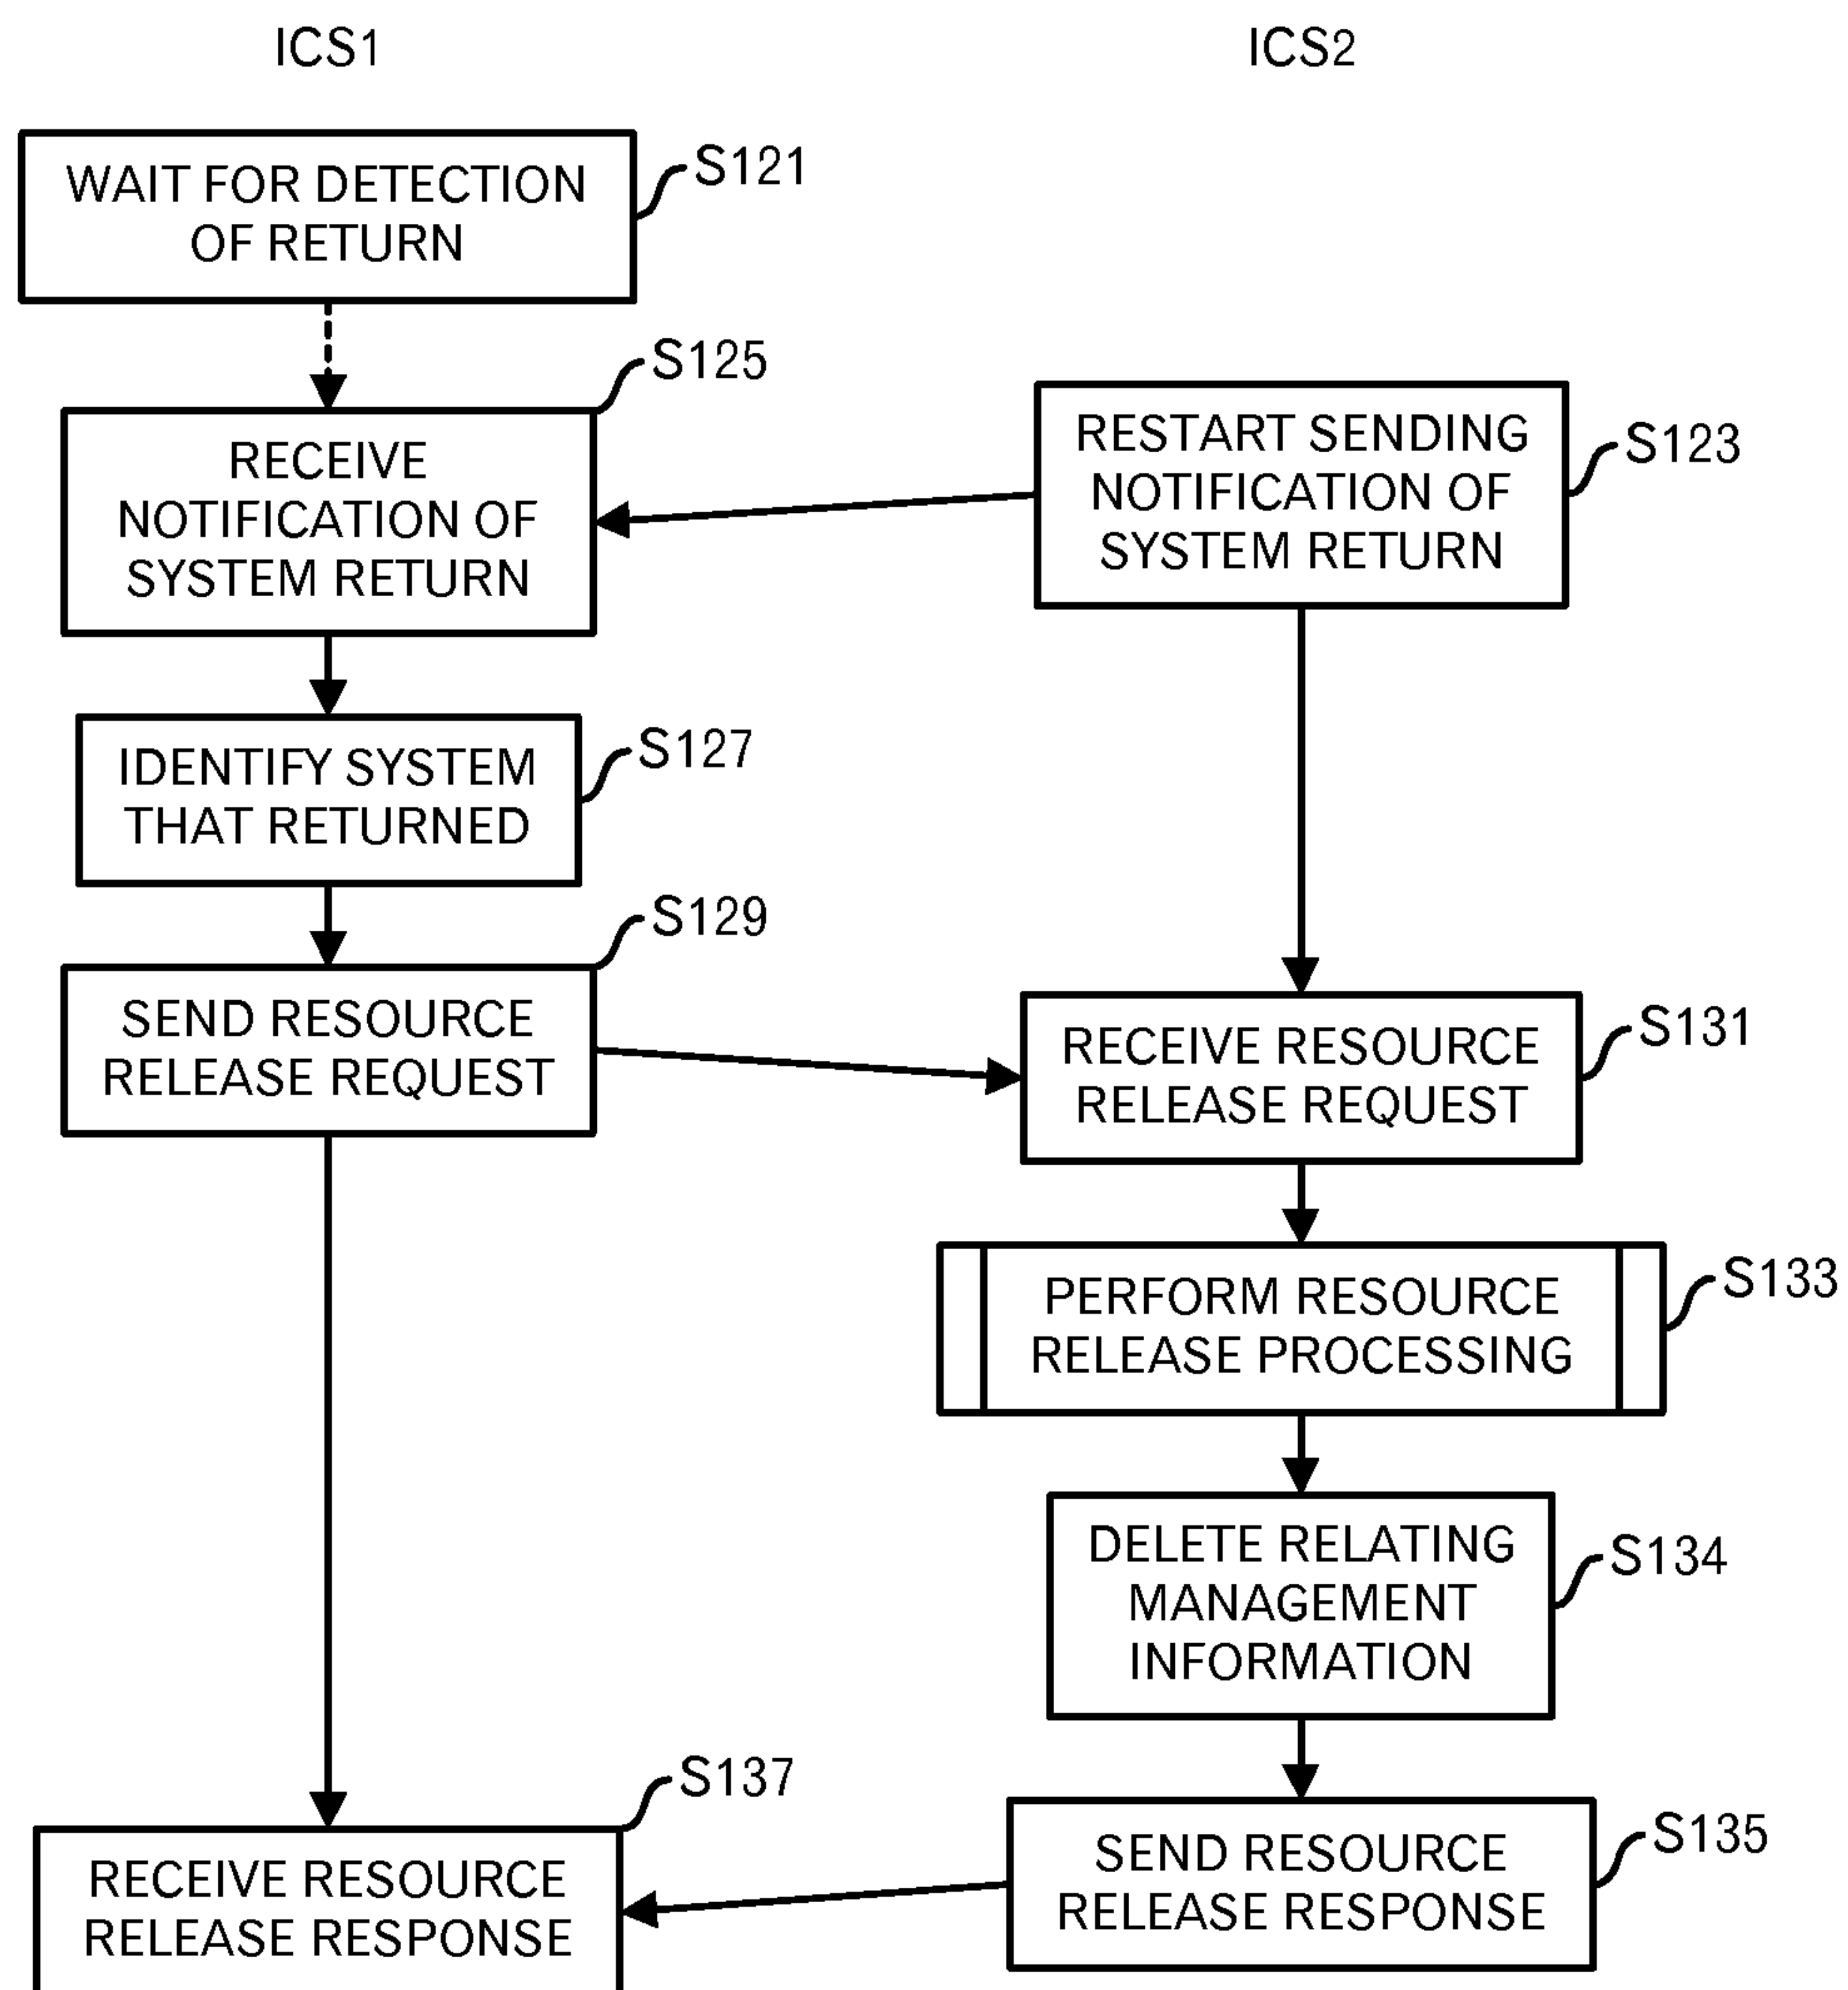 ICS1
ICS2
WAIT FOR DETECTION
OF RETURN
S121
RECEIVE
NOTIFICATION OF
SYSTEM RETURN
S125
RESTART SENDING
NOTIFICATION OF
SYSTEM RETURN
S123
IDENTIFY SYSTEM
THAT RETURNED
S127
SEND RESOURCE
RELEASE REQUEST
S129
RECEIVE RESOURCE
RELEASE REQUEST
S131
PERFORM RESOURCE
RELEASE PROCESSING
S133
DELETE RELATING
MANAGEMENT
INFORMATION
S134
SEND RESOURCE
RELEASE RESPONSE
S135
RECEIVE RESOURCE
RELEASE RESPONSE
S137